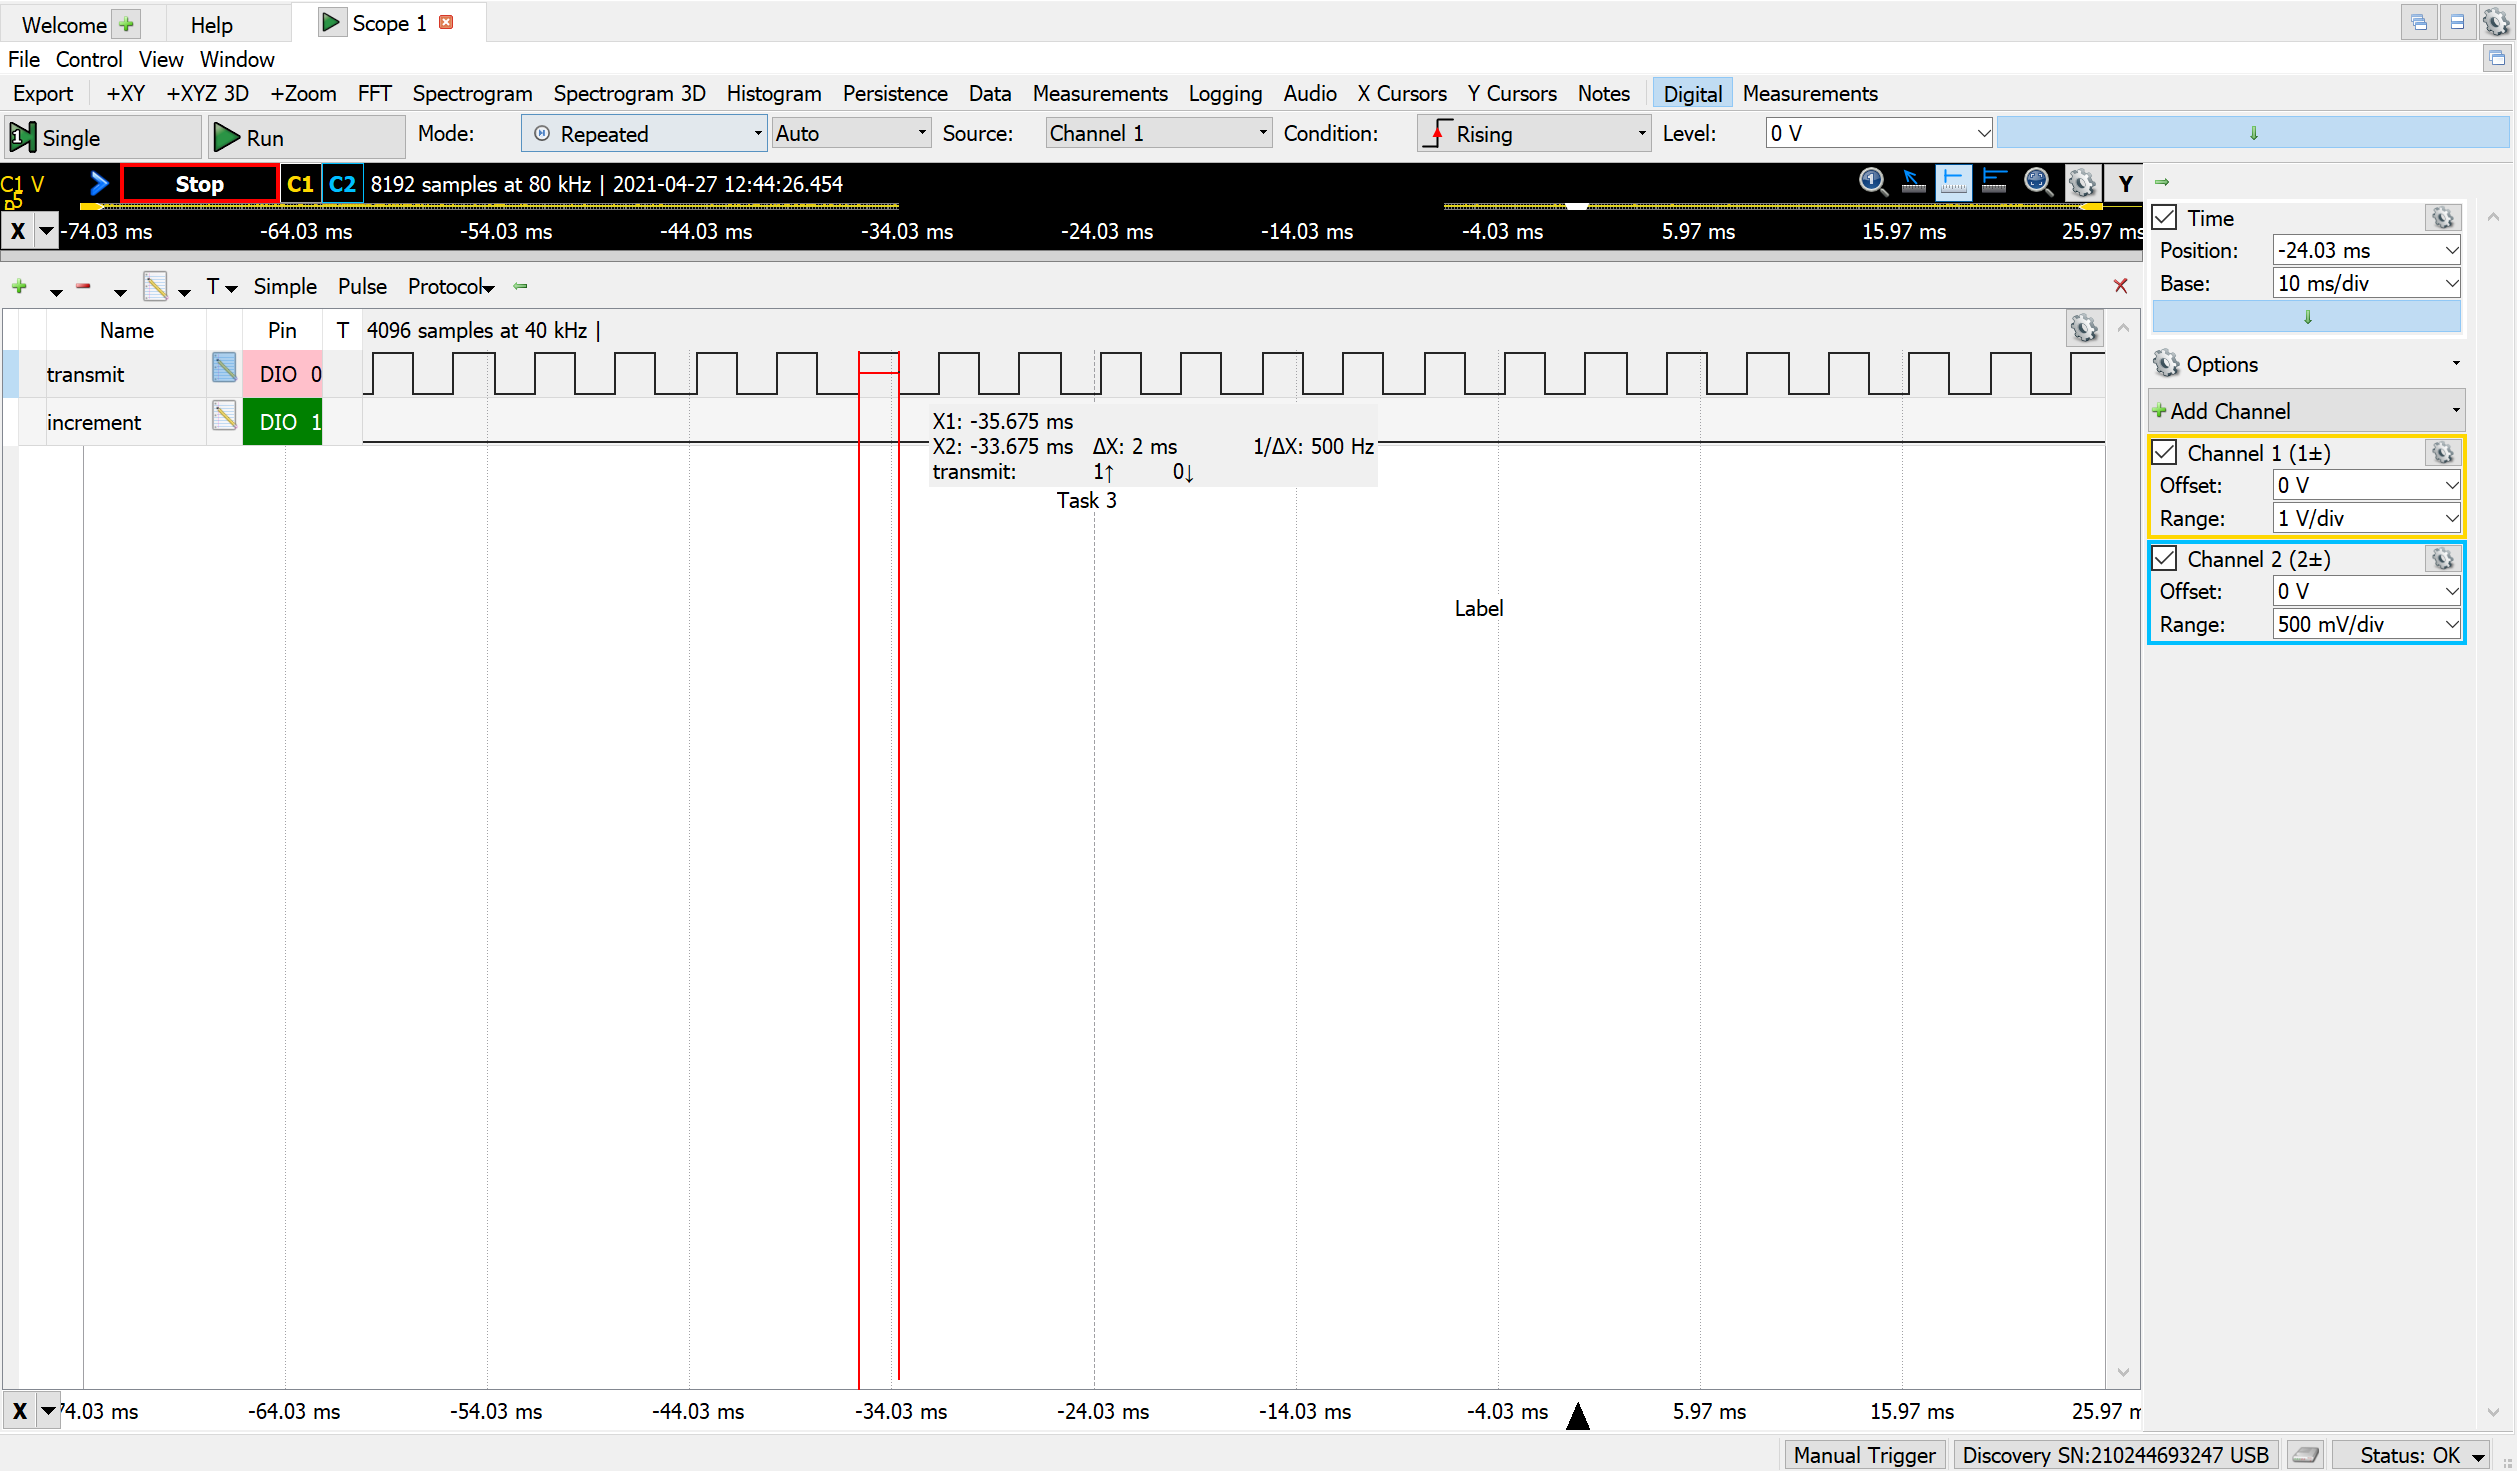 Welcome Help Scope 1
File Control View Window
Export +XY +XYZ 3D +Zoom FFT Spectrogram Spectrogram 3D Histogram Persistence Data Measurements Logging Audio X Cursors Y Cursors Notes Digital Measurements
Single Run Mode: Repeated Auto Source: Channel 1 Condition: Rising Level: 0 V
C1 V Stop C1 C2 8192 samples at 80 kHz | 2021-04-27 12:44:26.454 Y
X -74.03 ms -64.03 ms -54.03 ms -44.03 ms -34.03 ms -24.03 ms -14.03 ms -4.03 ms 5.97 ms 15.97 ms 25.97 ms
T Simple Pulse Protocol
Name Pin T 4096 samples at 40 kHz |
transmit DIO 0
increment DIO 1
X1: -35.675 ms
X2: -33.675 ms ΔX: 2 ms 1/ΔX: 500 Hz
transmit: 1↑ 0↓
Task 3
Label
X 74.03 ms -64.03 ms -54.03 ms -44.03 ms -34.03 ms -24.03 ms -14.03 ms -4.03 ms 5.97 ms 15.97 ms 25.97 m
Time
Position: -24.03 ms
Base: 10 ms/div
Options
Add Channel
Channel 1 (1±)
Offset: 0 V
Range: 1 V/div
Channel 2 (2±)
Offset: 0 V
Range: 500 mV/div
Manual Trigger Discovery SN:210244693247 USB Status: OK